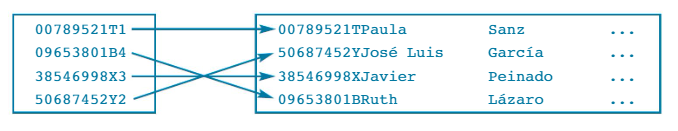 00789521T1
09653801B4
38546998X3
50687452Y2
00789521TPaula Sanz ...
50687452YJosé Luis García ...
38546998XJavier Peinado ...
09653801BRuth Lázaro ...